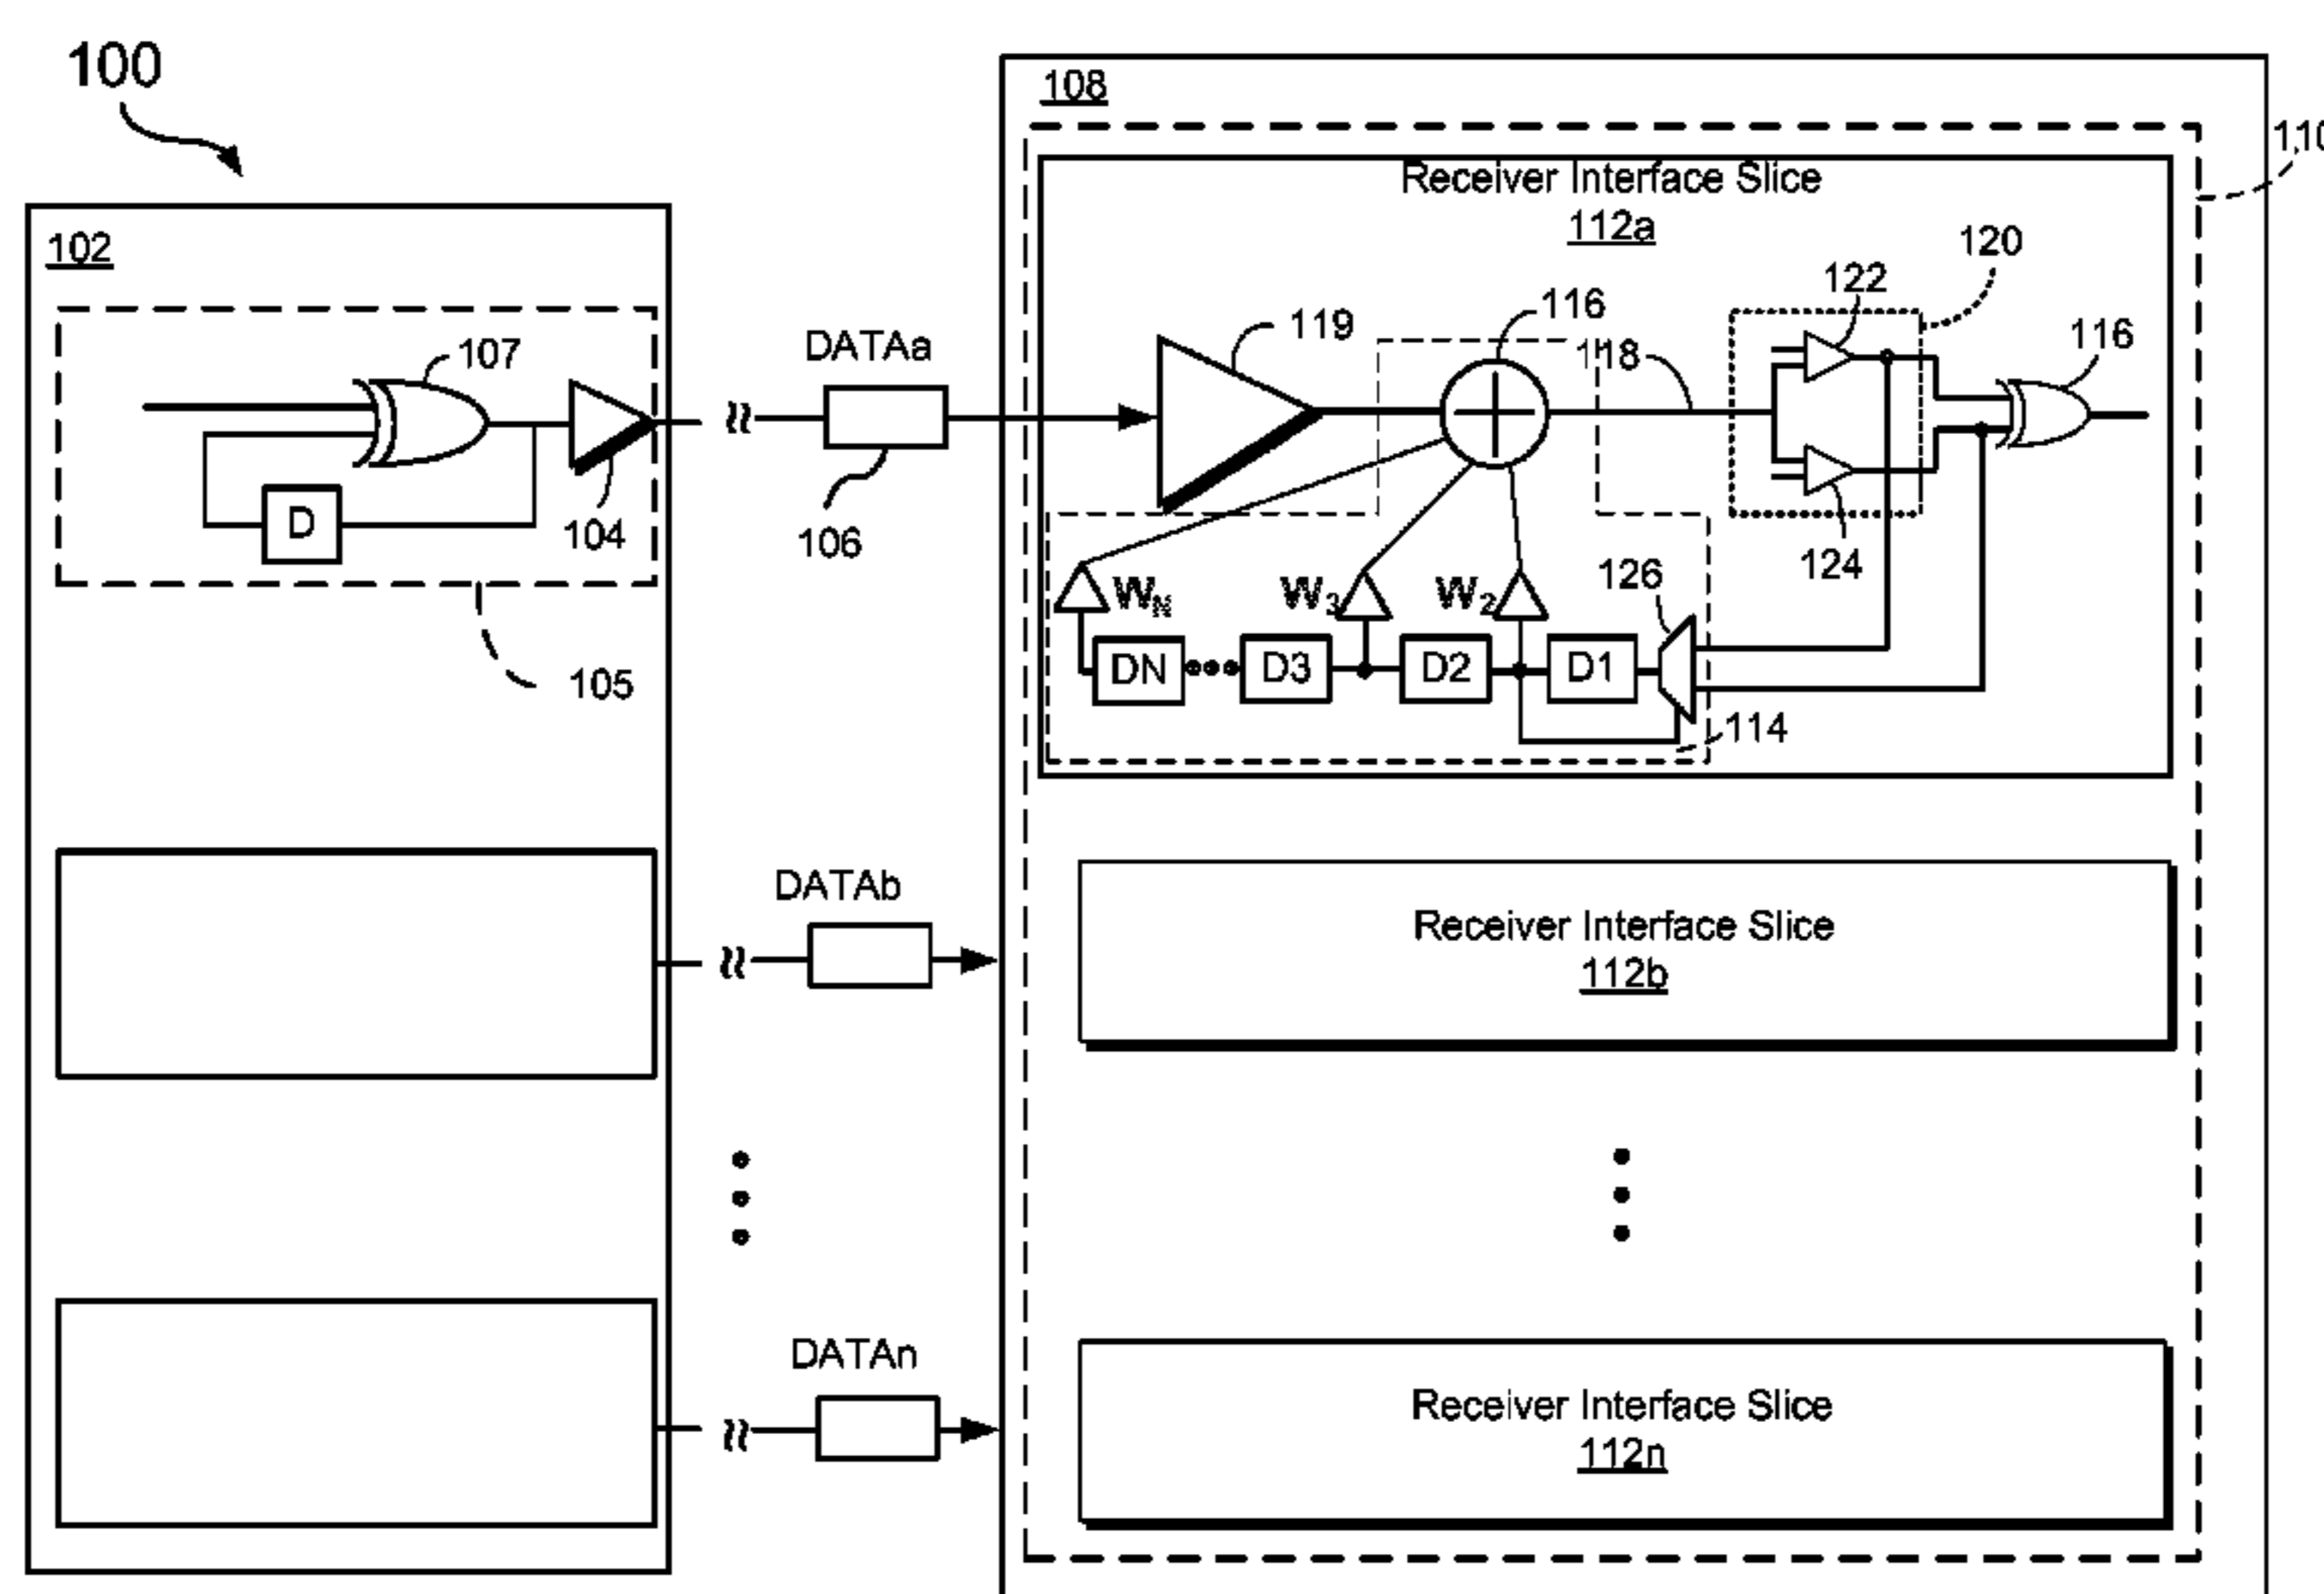 100
108
110
Receiver Interface Slice
112a
102
120
122
107
DATAa
119
116
118
116
D
104
106
124
105
126
WN
W3
W2
DN
D3
D2
D1
114
DATAb
Receiver Interface Slice
112b
DATAn
Receiver Interface Slice
112n